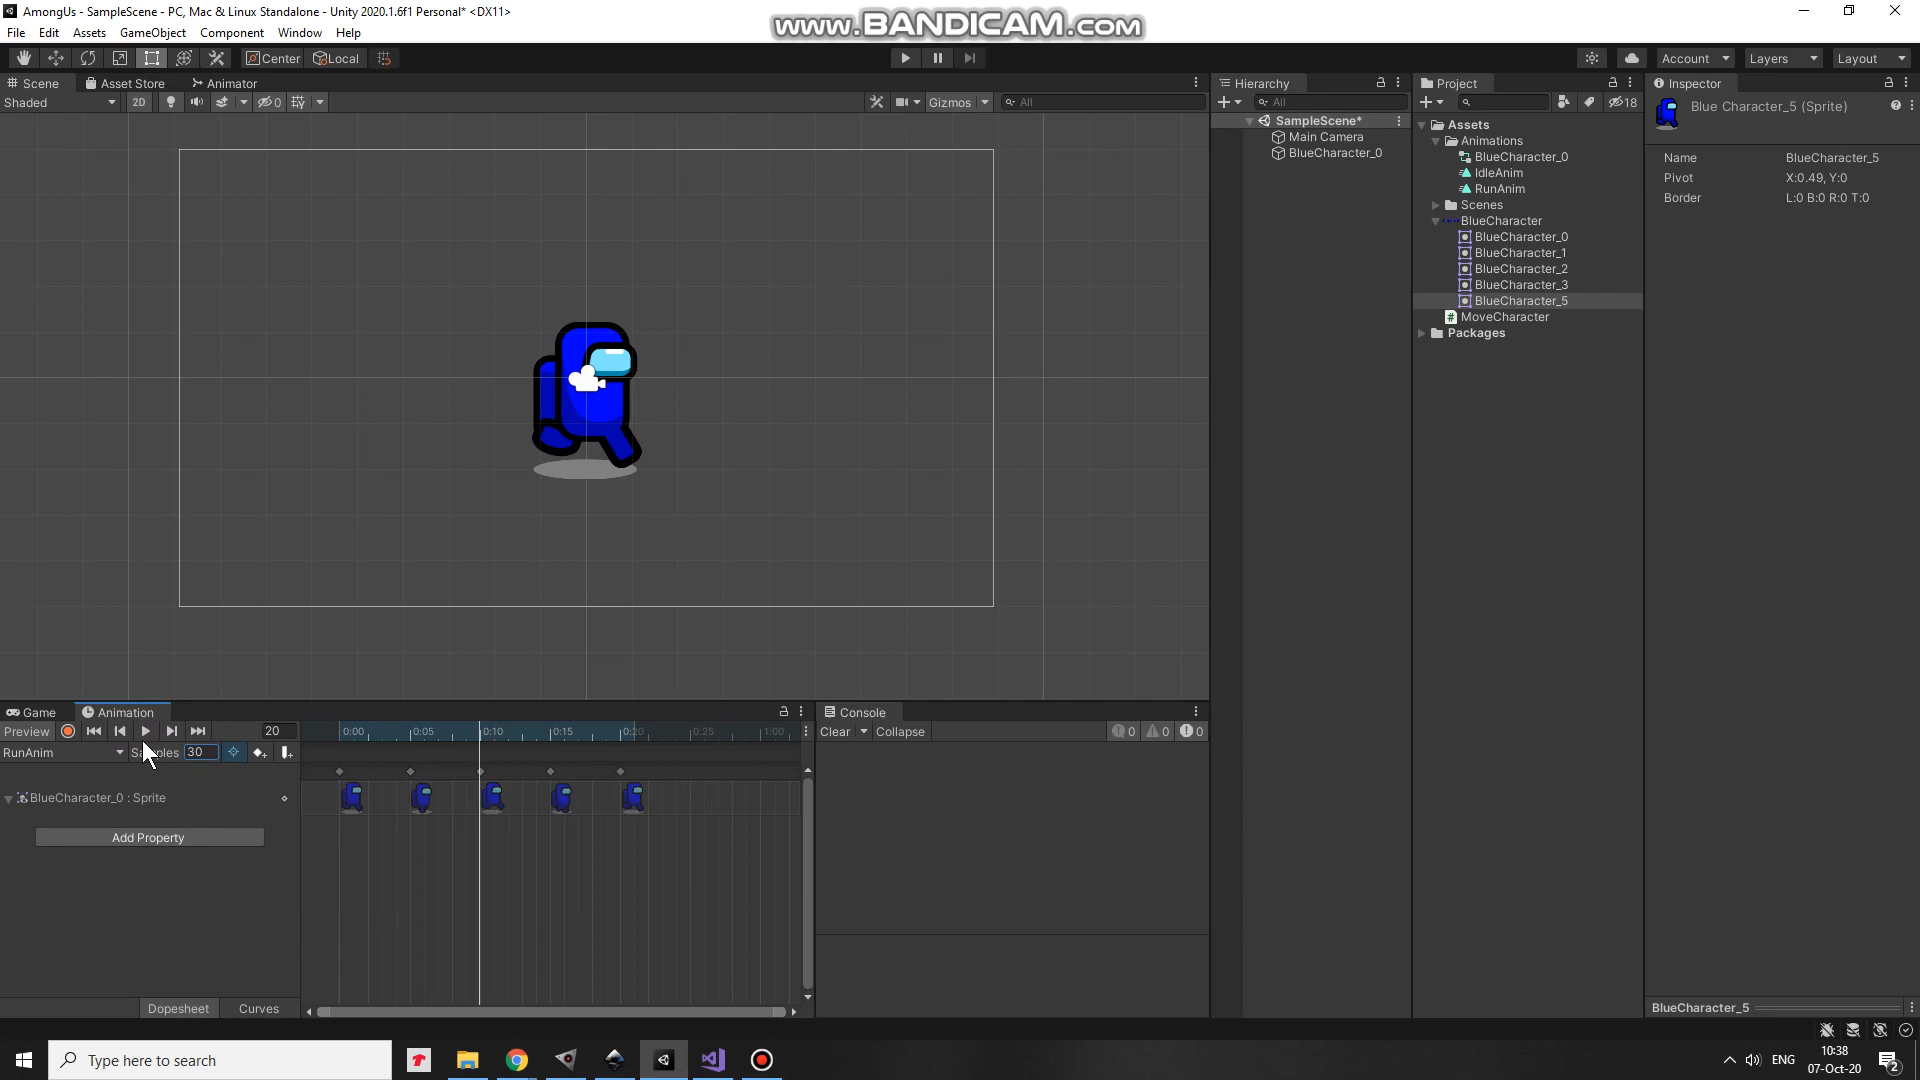 AmongUs - SampleScene - PC, Mac & Linux Standalone - Unity 2020.1.6f1 Personal* <DX11>
www.BANDICAM.com
File Edit Assets GameObject Component Window Help
Center Local Account Layers Layout
Scene Asset Store Animator
Shaded 2D 0 Gizmos All
Hierarchy
All
SampleScene*
Main Camera
BlueCharacter_0
Project
18
Assets
Animations
BlueCharacter_0
IdleAnim
RunAnim
Scenes
BlueCharacter
BlueCharacter_0
BlueCharacter_1
BlueCharacter_2
BlueCharacter_3
BlueCharacter_5
MoveCharacter
Packages
Inspector
Blue Character_5 (Sprite)
Name BlueCharacter_5
Pivot X:0.49, Y:0
Border L:0 B:0 R:0 T:0
BlueCharacter_5
Game Animation
Preview 20 0:00 0:05 0:10 0:15 0:20 0:25 1:00
RunAnim 30
BlueCharacter_0 : Sprite
Add Property
Dopesheet Curves
Console
Clear Collapse 0 0 0
Type here to search
ENG
10:38
07-Oct-20
2